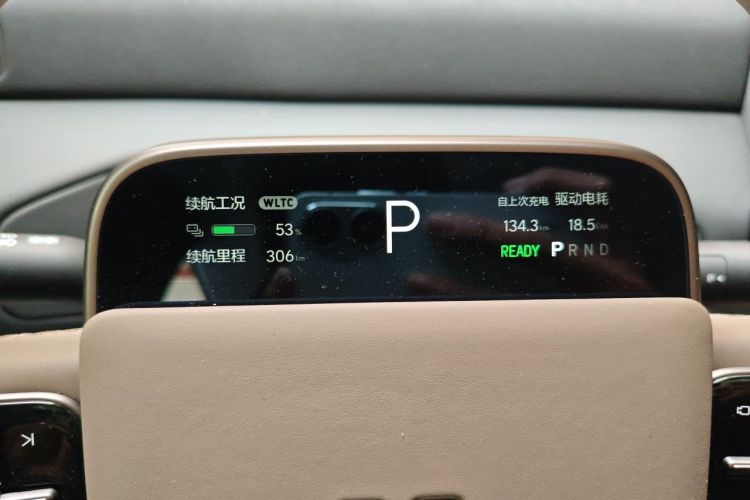 续航工况 WLTC
53%
续航里程 306km
P
自上次充电 驱动电耗
134.3km 18.5
READY PRND